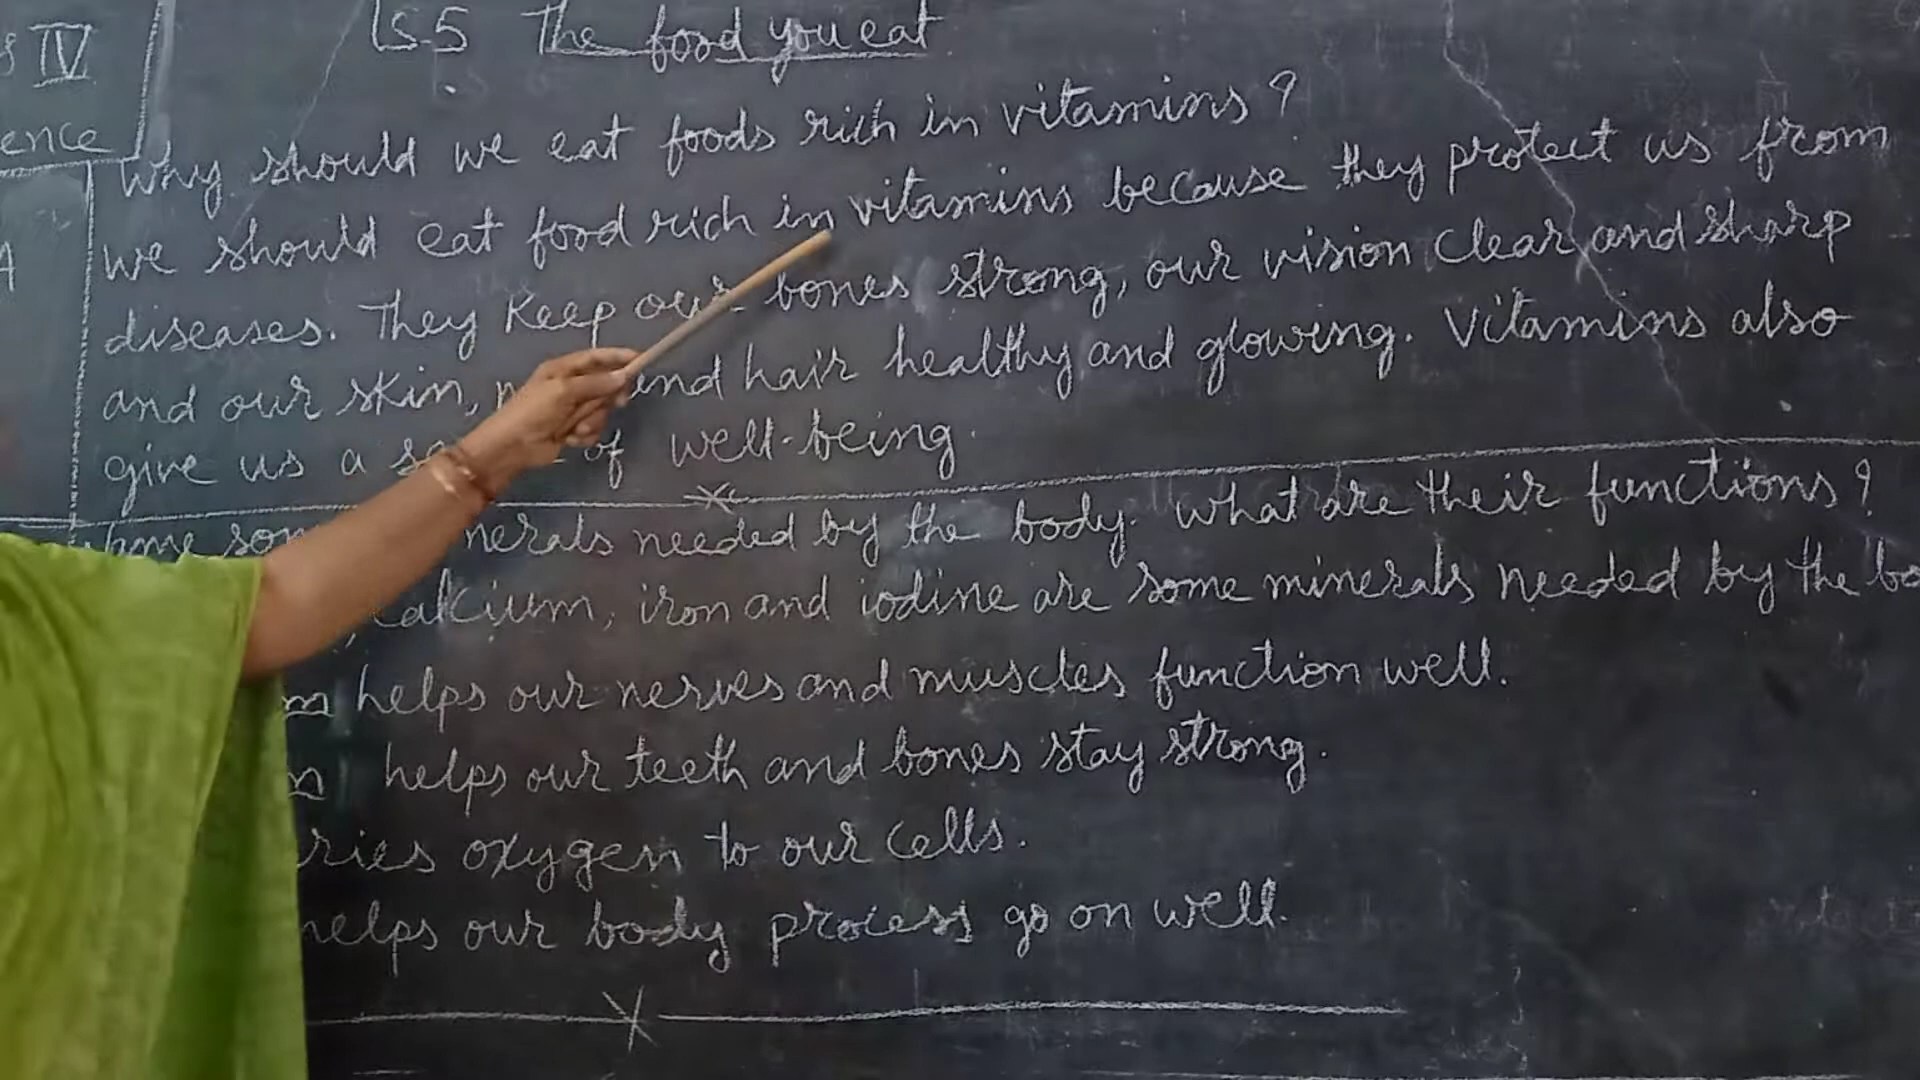 IV
Ls-5 The food you eat
ence
Why should we eat foods rich in vitamins?
A
we should eat food rich in vitamins because they protect us from
diseases. They keep our bones strong, our vision clear and sharp
and our skin, and hair healthy and glowing. Vitamins also
give us a of well-being.
needed by the body. What are their functions?
calcium, iron and iodine are some minerals needed by the
helps our nerves and muscles function well.
helps our teeth and bones stay strong.
ries oxygen to our cells.
helps our body process go on well.